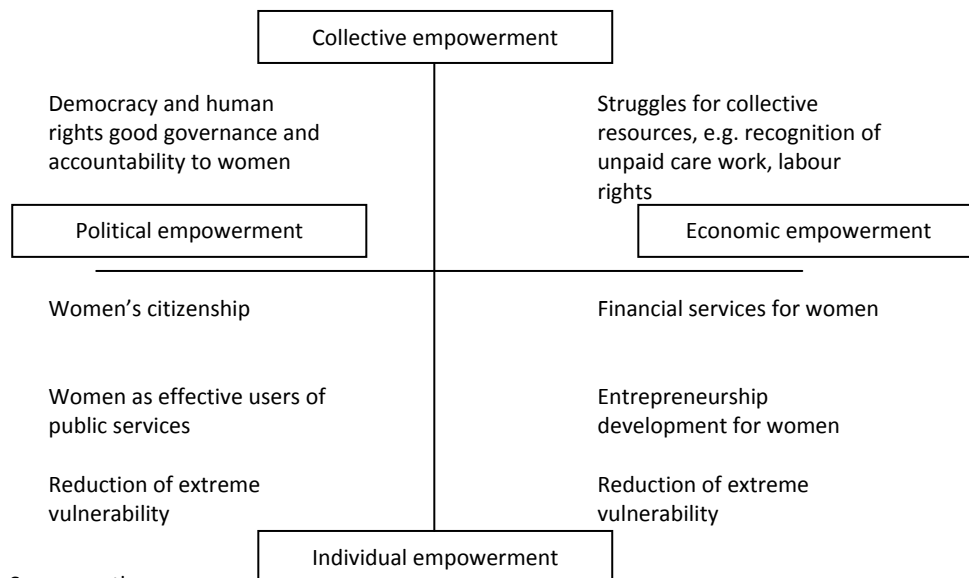 Collective empowerment
Democracy and human
rights good governance and
accountability to women
Struggles for collective
resources, e.g. recognition of
unpaid care work, labour
rights
Political empowerment
Economic empowerment
Women’s citizenship
Financial services for women
Women as effective users of
public services
Entrepreneurship
development for women
Reduction of extreme
vulnerability
Reduction of extreme
vulnerability
Individual empowerment